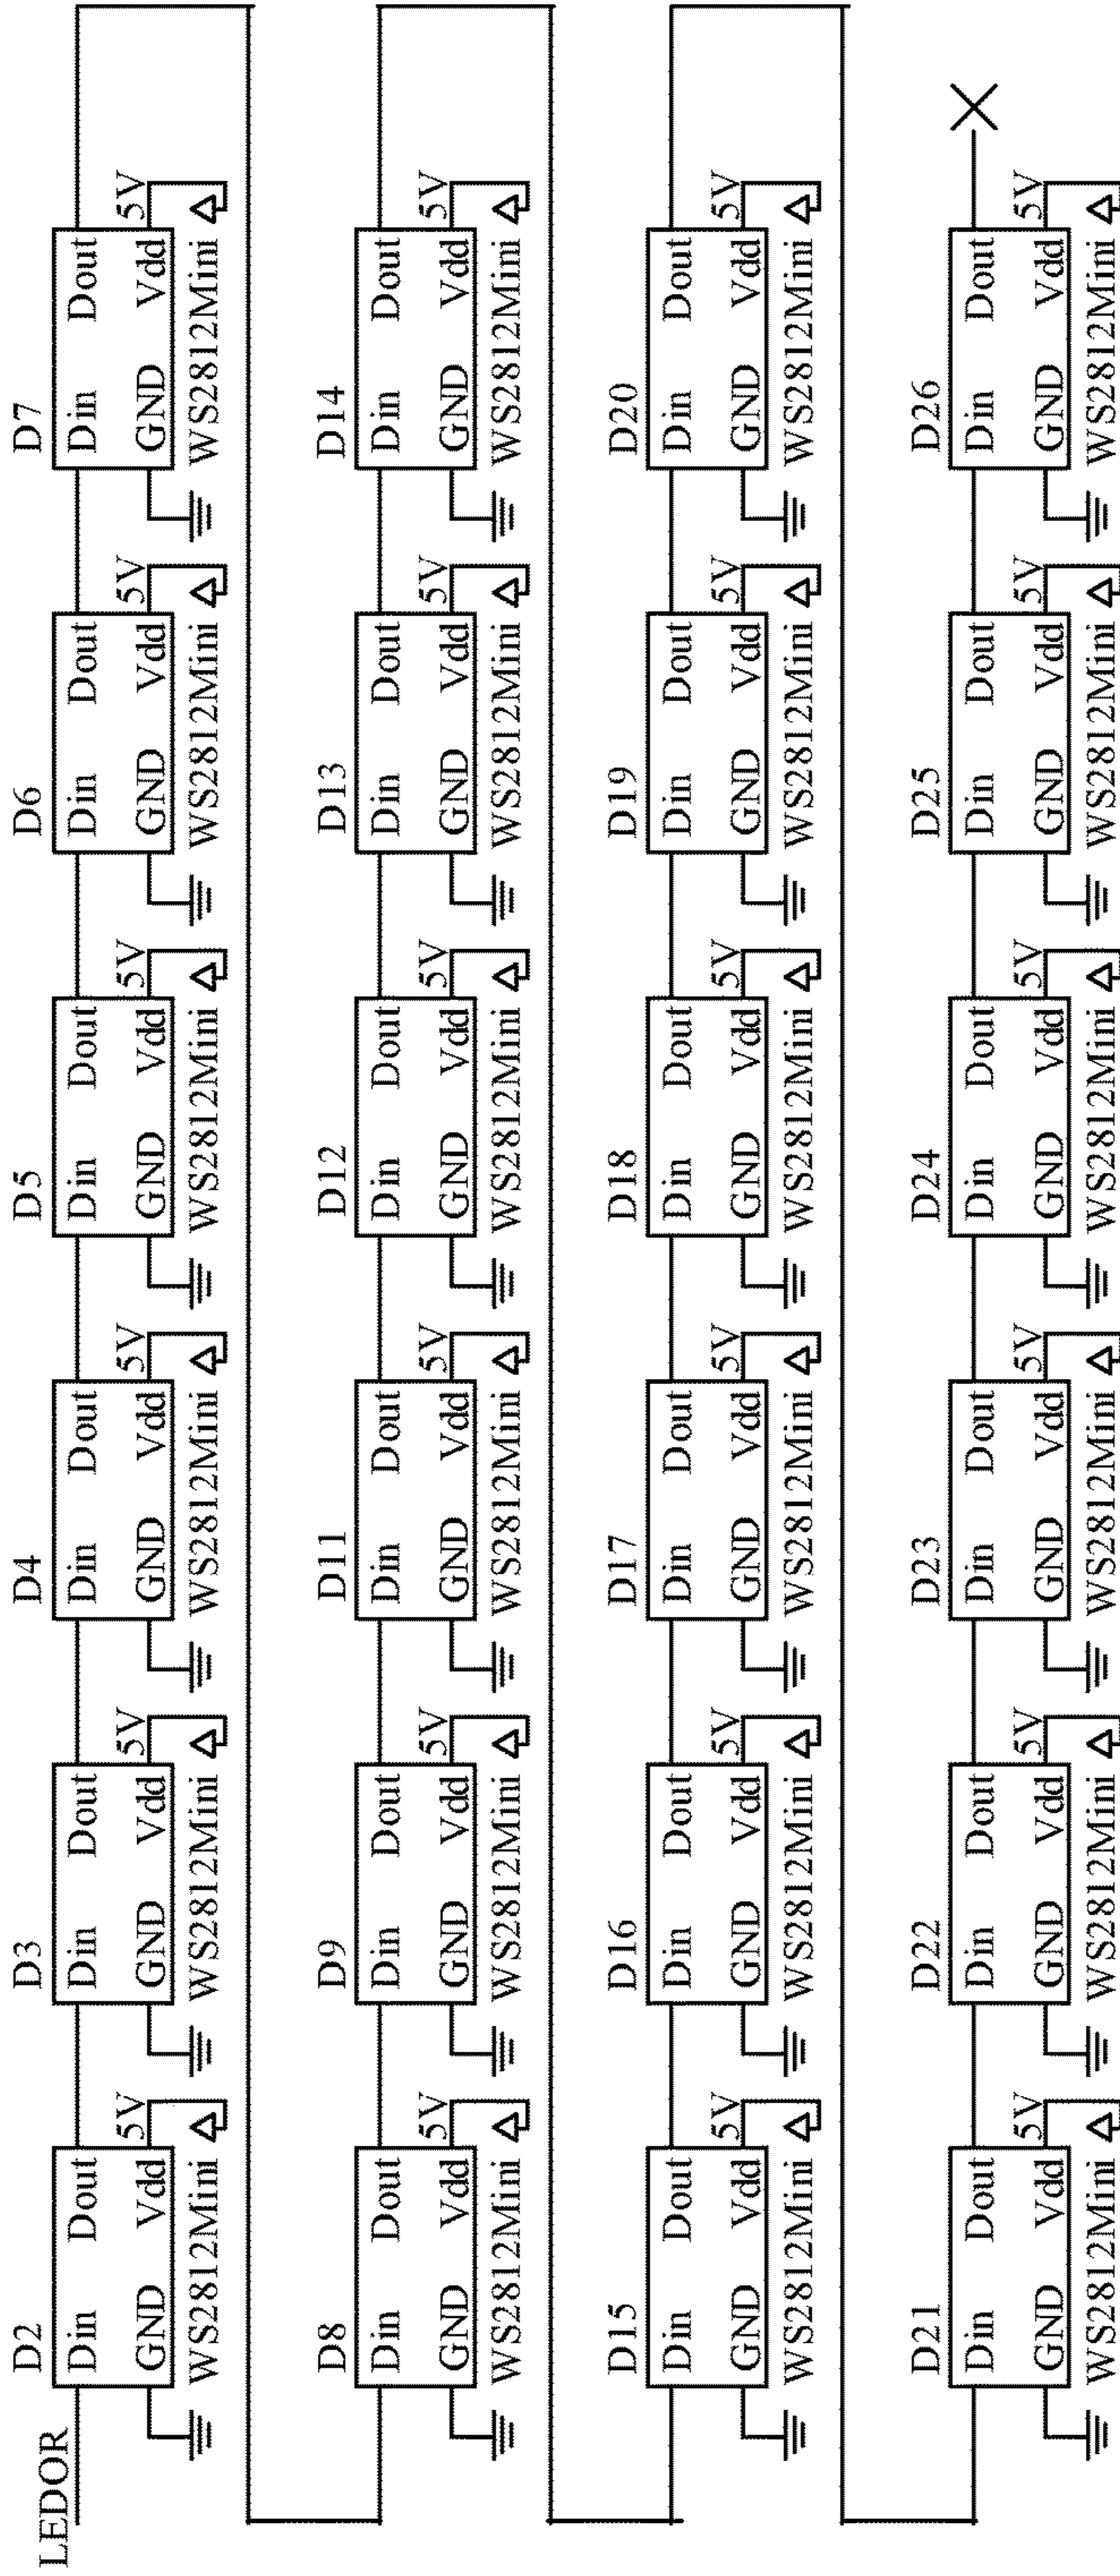 LEDOR
D2 D3 D4 D5 D6 D7
Din Dout Din Dout Din Dout Din Dout Din Dout Din Dout
GND Vdd 5V GND Vdd 5V GND Vdd 5V GND Vdd 5V GND Vdd 5V GND Vdd 5V
WS2812Mini WS2812Mini WS2812Mini WS2812Mini WS2812Mini WS2812Mini
D8 D9 D11 D12 D13 D14
Din Dout Din Dout Din Dout Din Dout Din Dout Din Dout
GND Vdd 5V GND Vdd 5V GND Vdd 5V GND Vdd 5V GND Vdd 5V GND Vdd 5V
WS2812Mini WS2812Mini WS2812Mini WS2812Mini WS2812Mini WS2812Mini
D15 D16 D17 D18 D19 D20
Din Dout Din Dout Din Dout Din Dout Din Dout Din Dout
GND Vdd 5V GND Vdd 5V GND Vdd 5V GND Vdd 5V GND Vdd 5V GND Vdd 5V
WS2812Mini WS2812Mini WS2812Mini WS2812Mini WS2812Mini WS2812Mini
D21 D22 D23 D24 D25 D26
Din Dout Din Dout Din Dout Din Dout Din Dout Din Dout
GND Vdd 5V GND Vdd 5V GND Vdd 5V GND Vdd 5V GND Vdd 5V GND Vdd 5V
WS2812Mini WS2812Mini WS2812Mini WS2812Mini WS2812Mini WS2812Mini